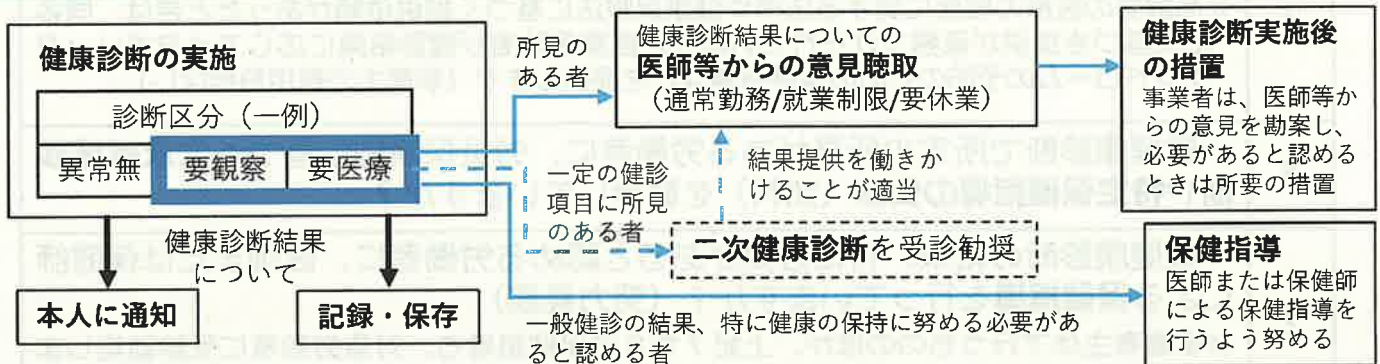 健康診断の実施
診断区分（一例）
異常無
要観察
要医療
健康診断結果
について
本人に通知
記録・保存
所見の
ある者
健康診断結果についての
医師等からの意見聴取
（通常勤務/就業制限/要休業）
一定の健診
項目に所見
のある者
結果提供を働きか
けることが適当
二次健康診断を受診勧奨
一般健診の結果、特に健康の保持に努める必要があ
ると認める者
健康診断実施後
の措置
事業者は、医師等か
らの意見を勘案し、
必要があると認める
ときは所要の措置
保健指導
医師または保健師
による保健指導を
行うよう努める